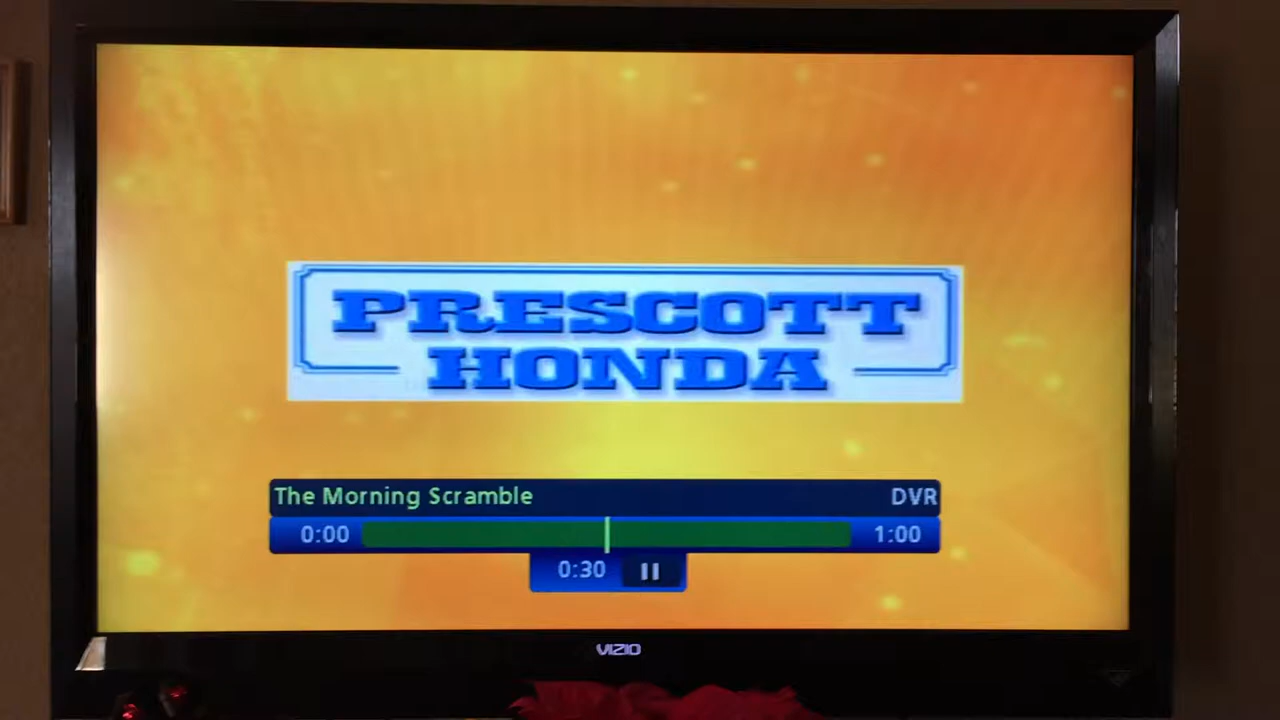 PRESCOTT
HONDA
The Morning Scramble DVR
0:00 1:00
0:30
VIZIO